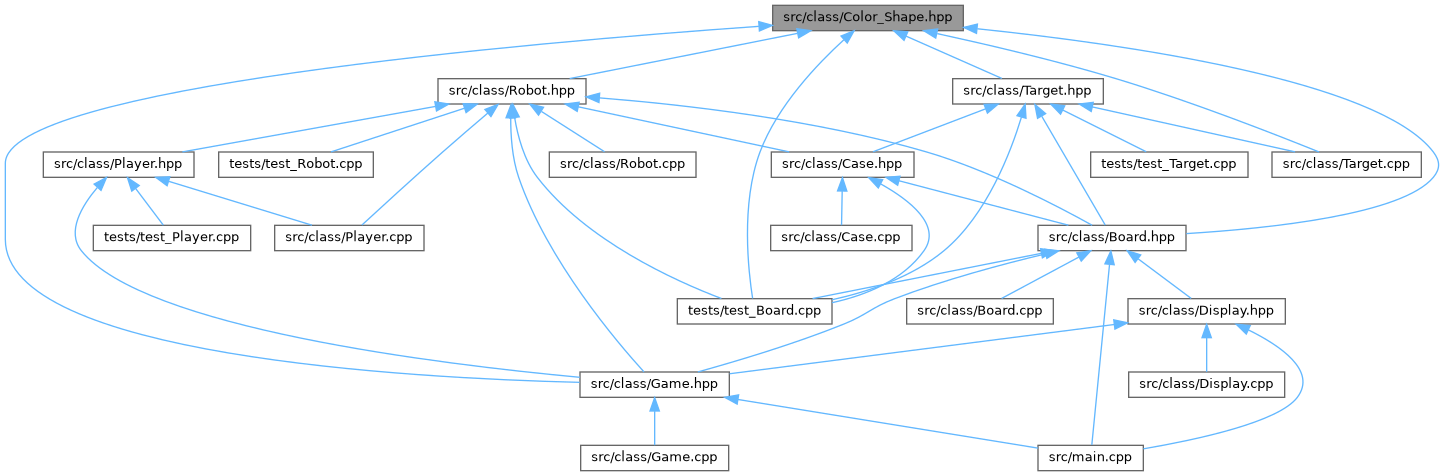 src/class/Color_Shape.hpp
src/class/Robot.hpp
src/class/Target.hpp
src/class/Player.hpp
tests/test_Robot.cpp
src/class/Robot.cpp
src/class/Case.hpp
tests/test_Target.cpp
src/class/Target.cpp
tests/test_Player.cpp
src/class/Player.cpp
src/class/Case.cpp
src/class/Board.hpp
tests/test_Board.cpp
src/class/Board.cpp
src/class/Display.hpp
src/class/Game.hpp
src/class/Display.cpp
src/class/Game.cpp
src/main.cpp